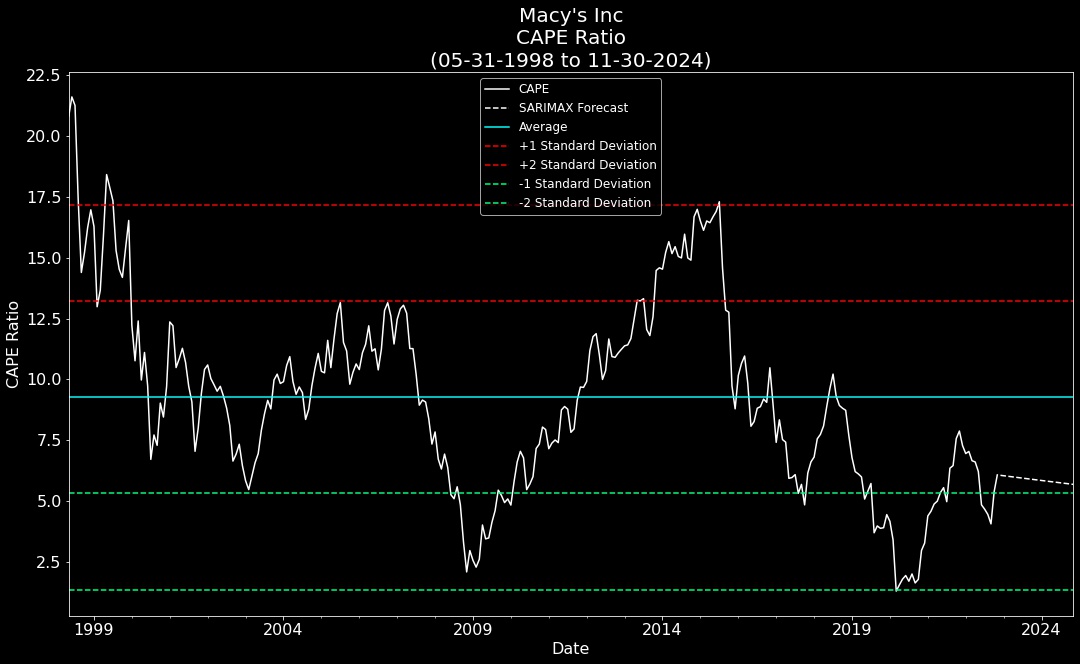 Macy's Inc
CAPE Ratio
(05-31-1998 to 11-30-2024)
CAPE
SARIMAX Forecast
Average
+1 Standard Deviation
+2 Standard Deviation
-1 Standard Deviation
-2 Standard Deviation
CAPE Ratio
22.5
20.0
17.5
15.0
12.5
10.0
7.5
5.0
2.5
1999
2004
2009
2014
2019
2024
Date